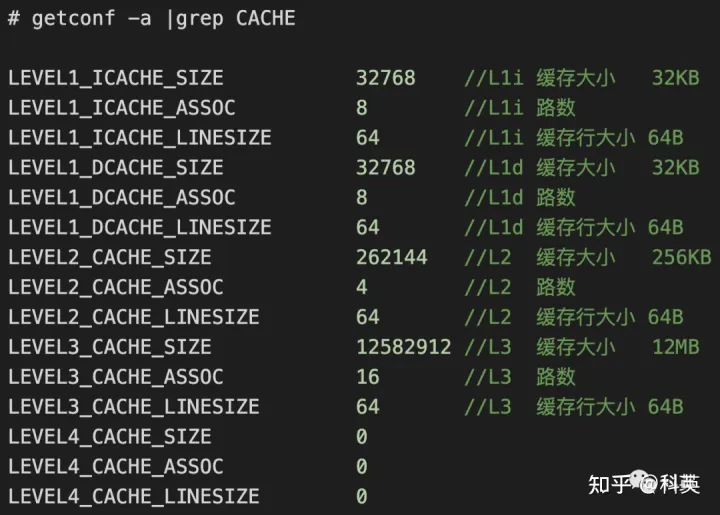 # getconf -a |grep CACHE
LEVEL1_ICACHE_SIZE 32768 //L1i 缓存大小 32KB
LEVEL1_ICACHE_ASSOC 8 //L1i 路数
LEVEL1_ICACHE_LINESIZE 64 //L1i 缓存行大小 64B
LEVEL1_DCACHE_SIZE 32768 //L1d 缓存大小 32KB
LEVEL1_DCACHE_ASSOC 8 //L1d 路数
LEVEL1_DCACHE_LINESIZE 64 //L1d 缓存行大小 64B
LEVEL2_CACHE_SIZE 262144 //L2 缓存大小 256KB
LEVEL2_CACHE_ASSOC 4 //L2 路数
LEVEL2_CACHE_LINESIZE 64 //L2 缓存行大小 64B
LEVEL3_CACHE_SIZE 12582912 //L3 缓存大小 12MB
LEVEL3_CACHE_ASSOC 16 //L3 路数
LEVEL3_CACHE_LINESIZE 64 //L3 缓存行大小 64B
LEVEL4_CACHE_SIZE 0
LEVEL4_CACHE_ASSOC 0
LEVEL4_CACHE_LINESIZE 0
知乎 @科英